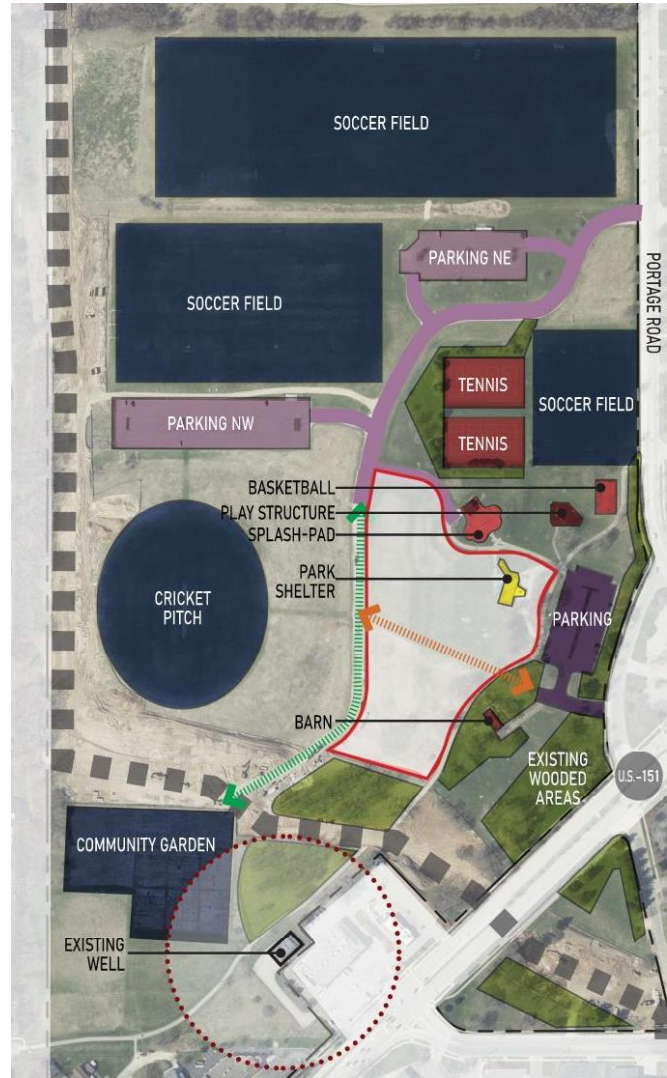 SOCCER FIELD
PARKING NE
PORTAGE ROAD
SOCCER FIELD
TENNIS
SOCCER FIELD
PARKING NW
TENNIS
BASKETBALL
PLAY STRUCTURE
SPLASH-PAD
PARK
SHELTER
CRICKET
PITCH
PARKING
BARN
EXISTING
WOODED
AREAS
U.S.-151
COMMUNITY GARDEN
EXISTING
WELL